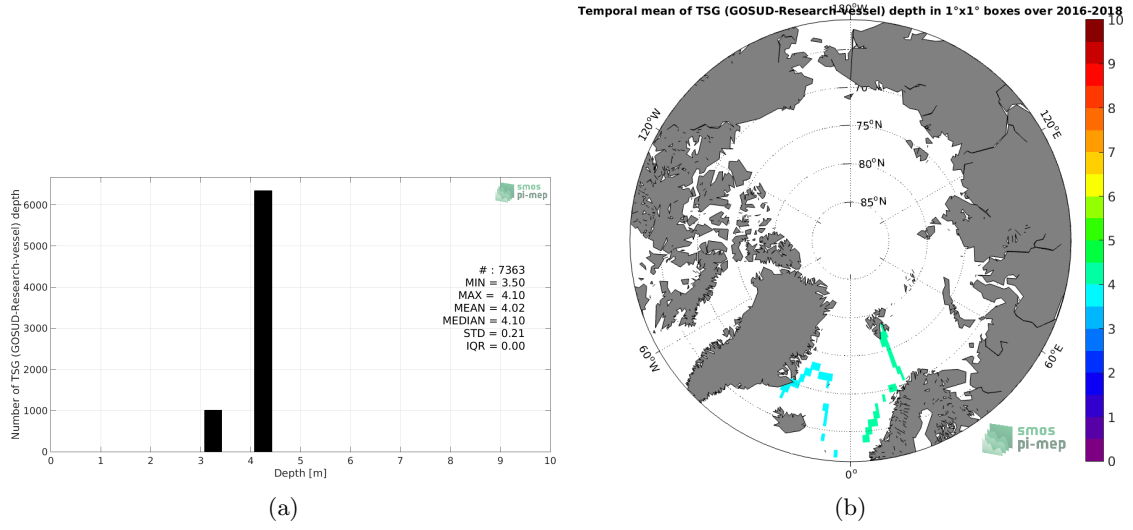 Number of TSG (GOSUD-Research-vessel) depth
6000
5000
4000
3000
2000
1000
0
0 1 2 3 4 5 6 7 8 9 10
Depth [m]
smos
pi-mep
# : 7363
MIN = 3.50
MAX = 4.10
MEAN = 4.02
MEDIAN = 4.10
STD = 0.21
IQR = 0.00
(a)
Temporal mean of TSG (GOSUD-Research-vessel) depth in 1°x1° boxes over 2016-2018
180°W
120°W
120°E
60°W
60°E
0°
75°N
80°N
85°N
10
9
8
7
6
5
4
3
2
1
0
smos
pi-mep
(b)